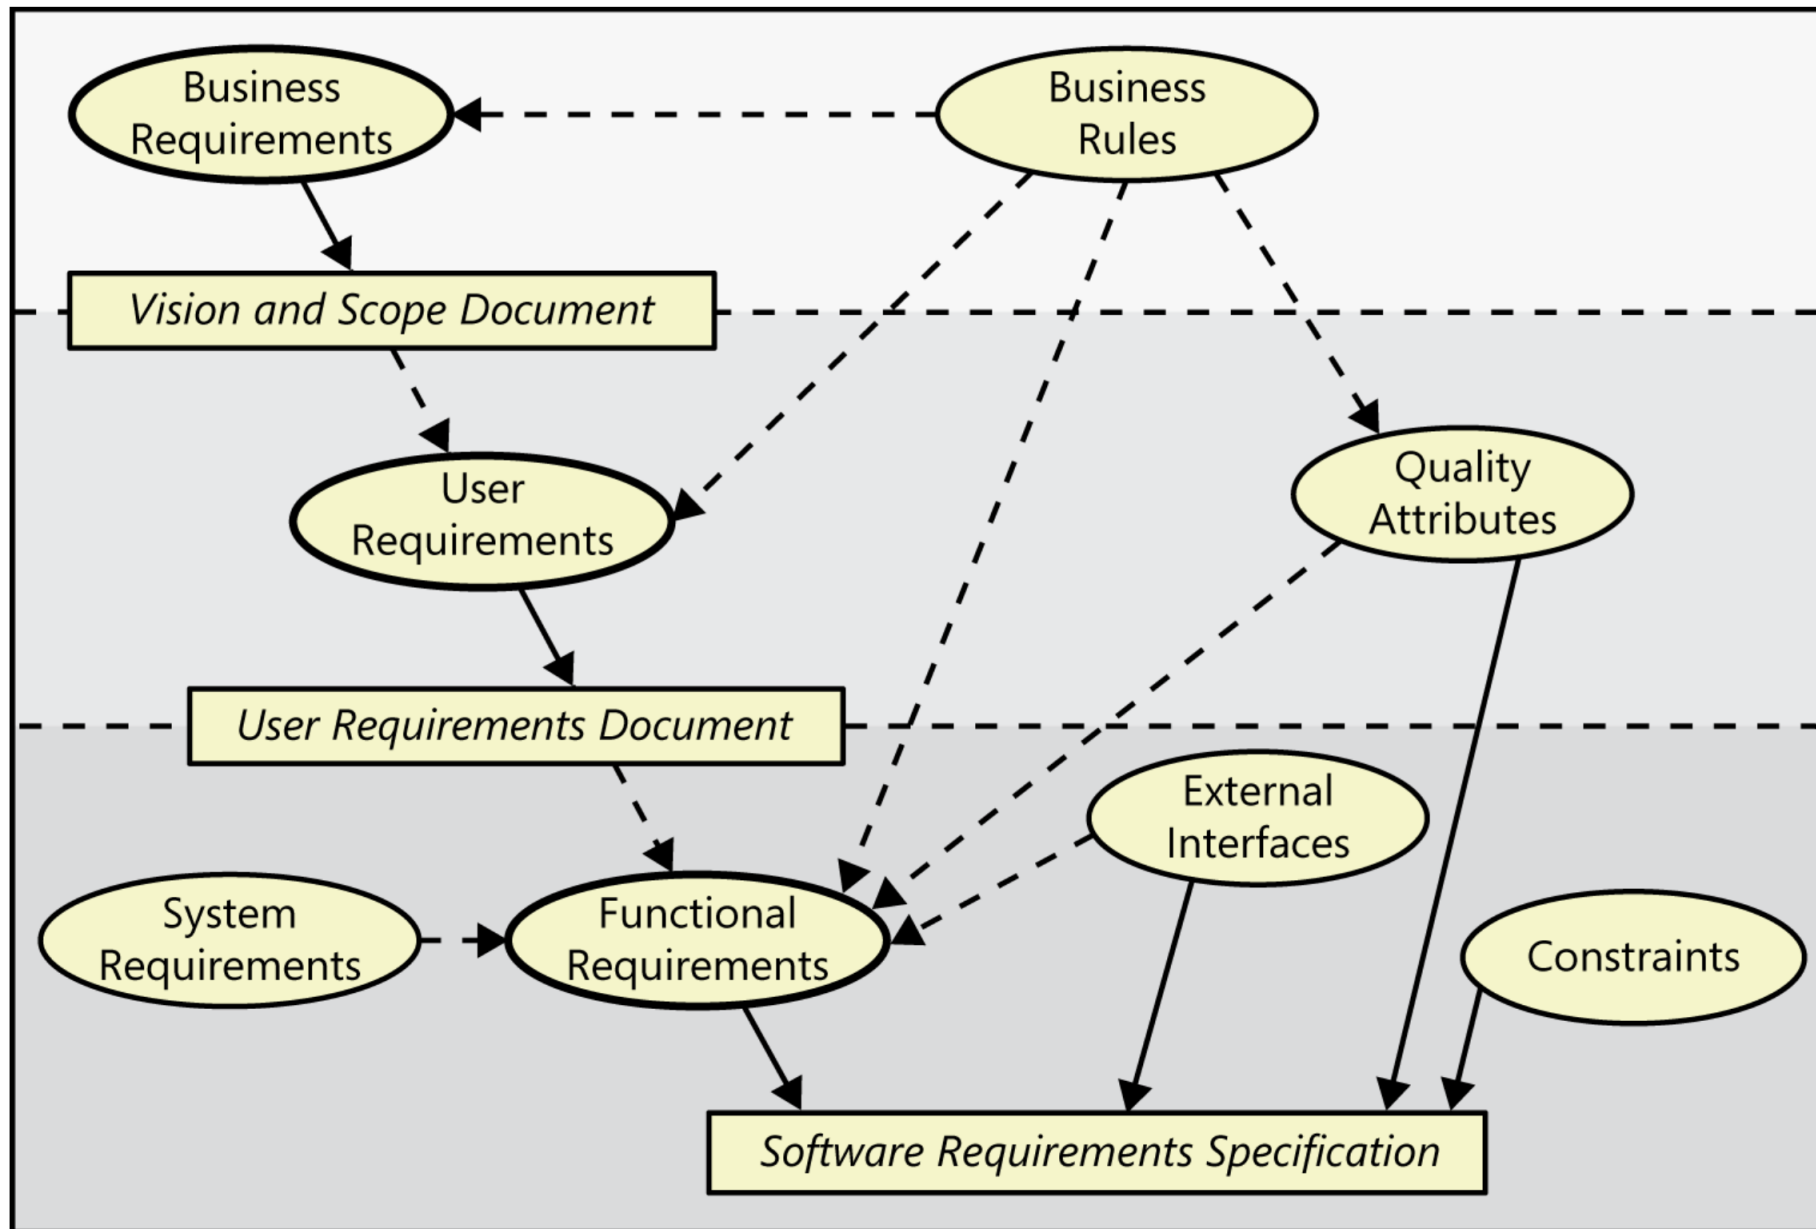 Business
Requirements
Business
Rules
Vision and Scope Document
User
Requirements
Quality
Attributes
User Requirements Document
External
Interfaces
System
Requirements
Functional
Requirements
Constraints
Software Requirements Specification